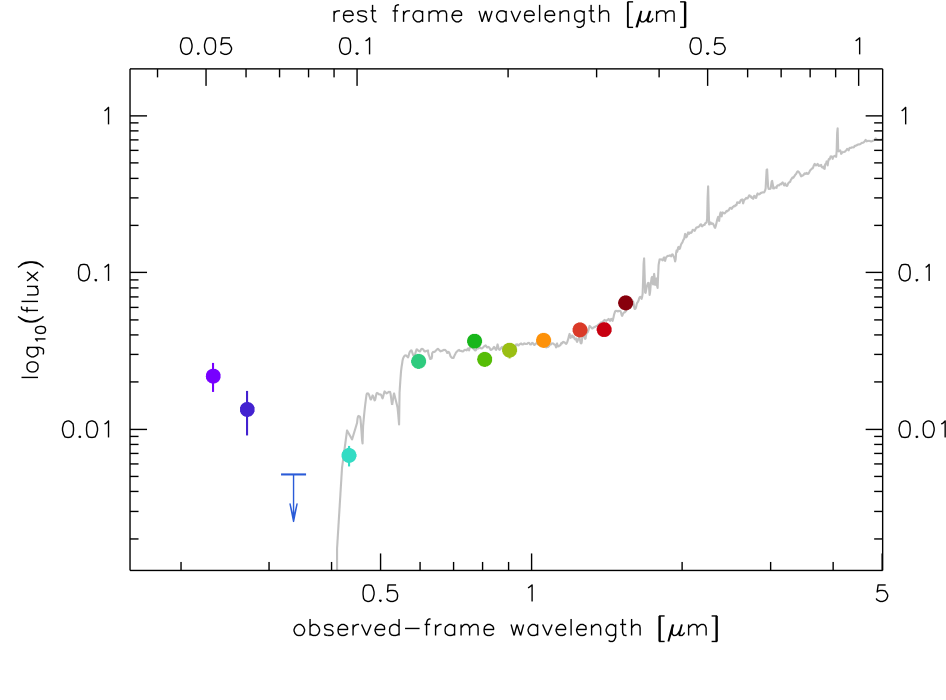 rest frame wavelength [μm]
0.05 0.1 0.5 1
1 1
0.1 0.1
0.01 0.01
log10(flux)
0.5 1 5
observed-frame wavelength [μm]